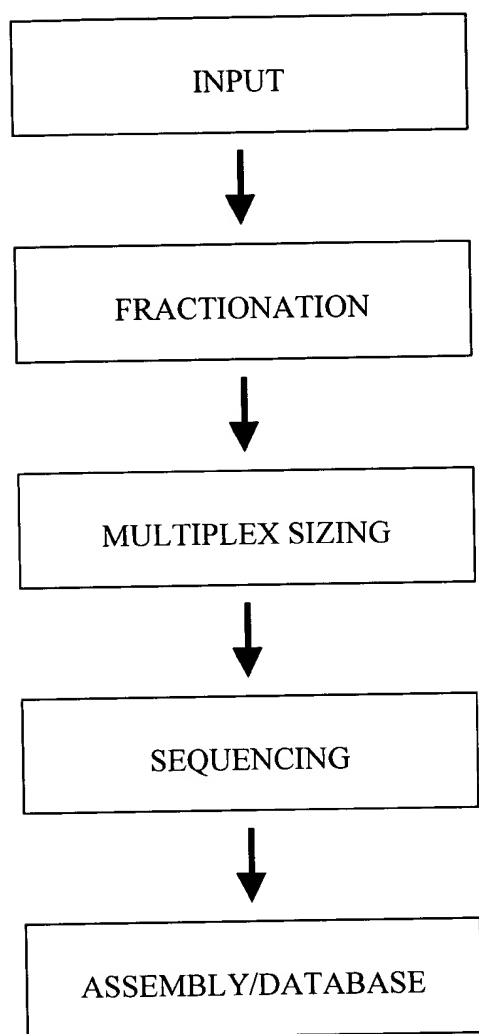 INPUT
FRACTIONATION
MULTIPLEX SIZING
SEQUENCING
ASSEMBLY/DATABASE